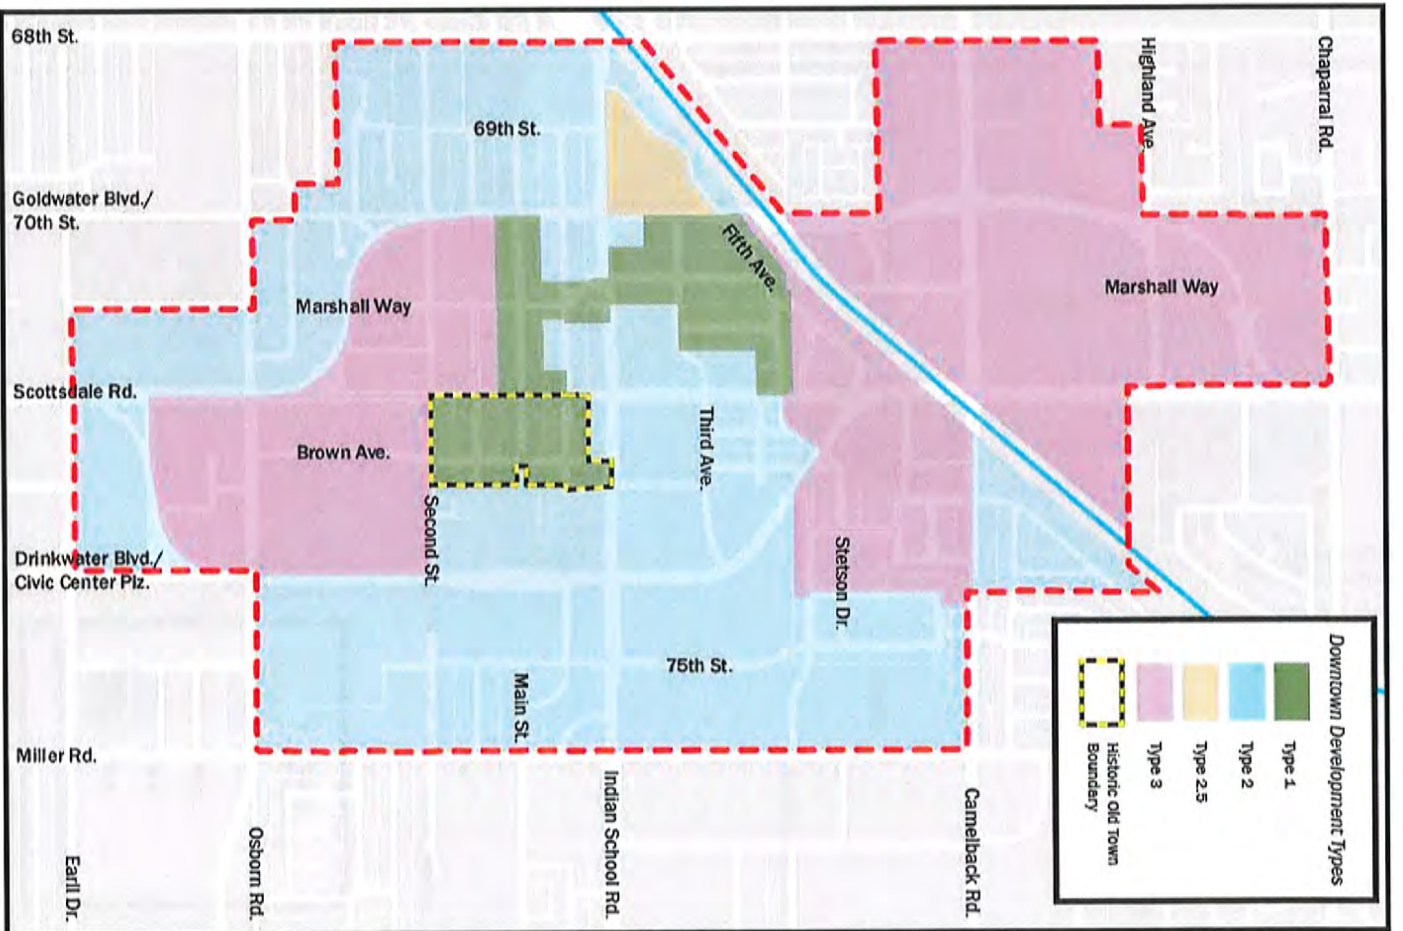 68th St.
69th St.
Highland Ave.
Chaparral Rd.
Goldwater Blvd./
70th St.
Fifth Ave.
Marshall Way
Marshall Way
Scottsdale Rd.
Brown Ave.
Third Ave.
Second St.
Drinkwater Blvd./
Civic Center Plz.
Stetson Dr.
75th St.
Main St.
Miller Rd.
Indian School Rd.
Camelback Rd.
Osborn Rd.
Earll Dr.
Downtown Development Types
Type 1
Type 2
Type 2.5
Type 3
Historic Old Town
Boundary